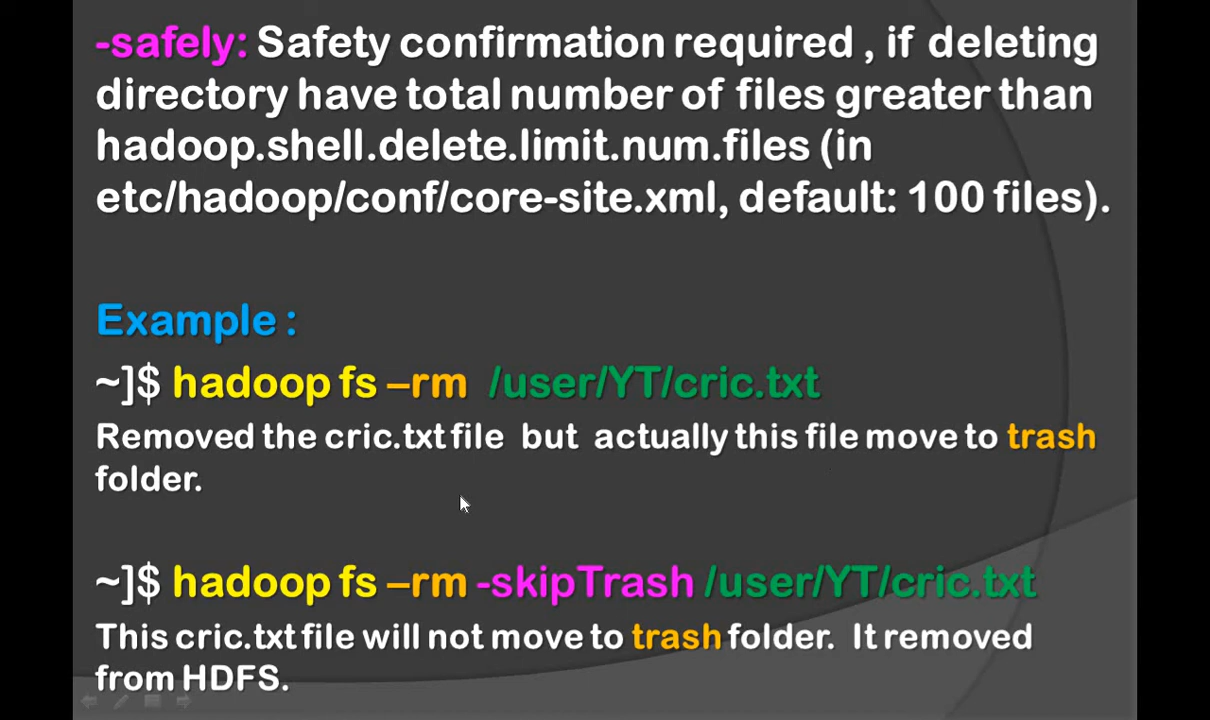 -safely: Safety confirmation required , if deleting
directory have total number of files greater than
hadoop.shell.delete.limit.num.files (in
etc/hadoop/conf/core-site.xml, default: 100 files).
Example :
~]$ hadoop fs –rm /user/YT/cric.txt
Removed the cric.txt file but actually this file move to trash
folder.
~]$ hadoop fs –rm -skipTrash /user/YT/cric.txt
This cric.txt file will not move to trash folder. It removed
from HDFS.